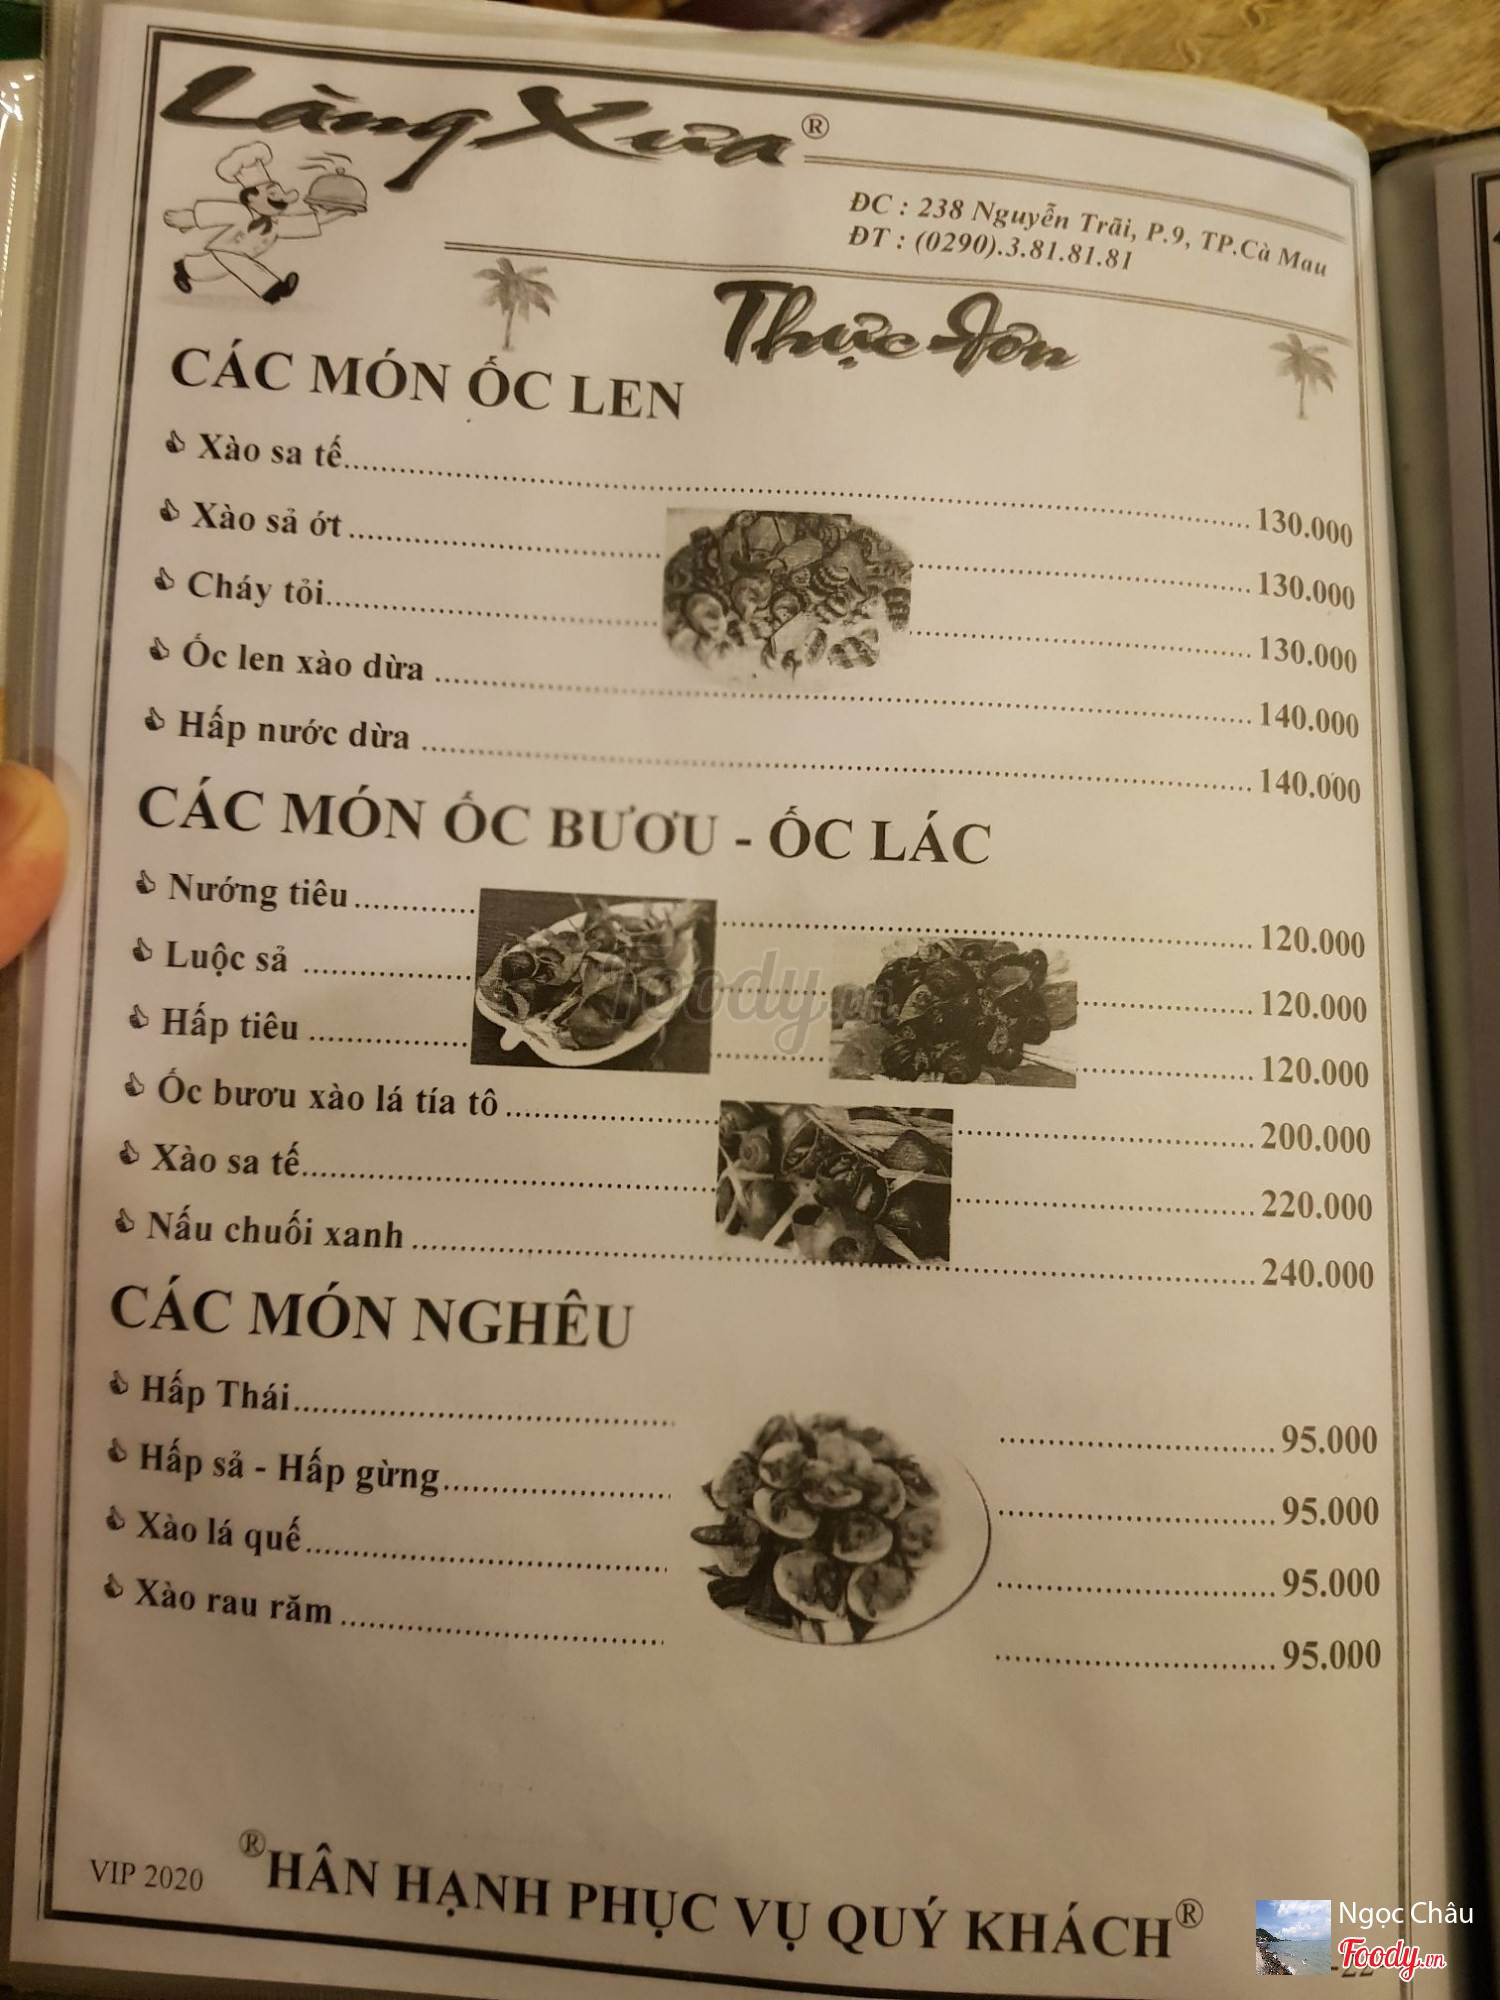 Làng Xưa®
ĐC : 238 Nguyễn Trãi, P.9, TP.Cà Mau
ĐT : (0290).3.81.81.81
Thực Đơn
CÁC MÓN ỐC LEN
Xào sa tế........ 130.000
Xào sả ớt ........ 130.000
Cháy tỏi........ 130.000
Ốc len xào dừa ........ 140.000
Hấp nước dừa ........ 140.000
CÁC MÓN ỐC BƯƠU - ỐC LÁC
Nướng tiêu........ 120.000
Luộc sả ........ 120.000
Hấp tiêu ........ 120.000
Ốc bươu xào lá tía tô ........ 200.000
Xào sa tế........ 220.000
Nấu chuối xanh ........ 240.000
CÁC MÓN NGHÊU
Hấp Thái........ 95.000
Hấp sả - Hấp gừng........ 95.000
Xào lá quế........ 95.000
Xào rau răm ........ 95.000
VIP 2020
®HÂN HẠNH PHỤC VỤ QUÝ KHÁCH®
Foody.vn
Ngọc Châu
Foody.vn